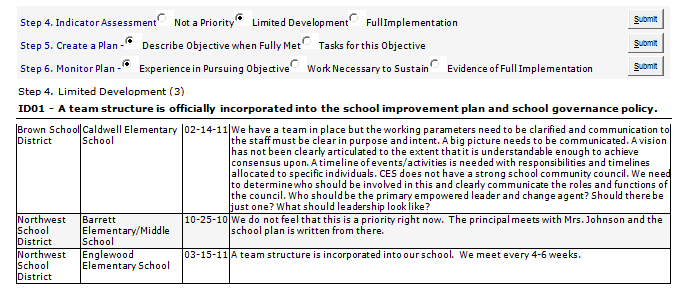 Step 4. Indicator Assessment Not a Priority Limited Development Full Implementation Submit
Step 5. Create a Plan - Describe Objective when Fully Met Tasks for this Objective Submit
Step 6. Monitor Plan - Experience in Pursuing Objective Work Necessary to Sustain Evidence of Full Implementation Submit
Step 4. Limited Development (3)
ID01 - A team structure is officially incorporated into the school improvement plan and school governance policy.
Brown School District
Caldwell Elementary School
02-14-11
We have a team in place but the working parameters need to be clarified and communication to
the staff must be clear in purpose and intent. A big picture needs to be communicated. A vision
has not been clearly articulated to the extent that it is understandable enough to achieve
consensus upon. A timeline of events/activities is needed with responsibilities and timelines
allocated to specific individuals. CES does not have a strong school community council. We need
to determine who should be involved in this and clearly communicate the roles and functions of
the council. Who should be the primary empowered leader and change agent? Should there be
just one? What should leadership look like?
Northwest School District
Barrett Elementary/Middle School
10-25-10
We do not feel that this is a priority right now. The principal meets with Mrs. Johnson and the
school plan is written from there.
Northwest School District
Englewood Elementary School
03-15-11
A team structure is incorporated into our school. We meet every 4-6 weeks.